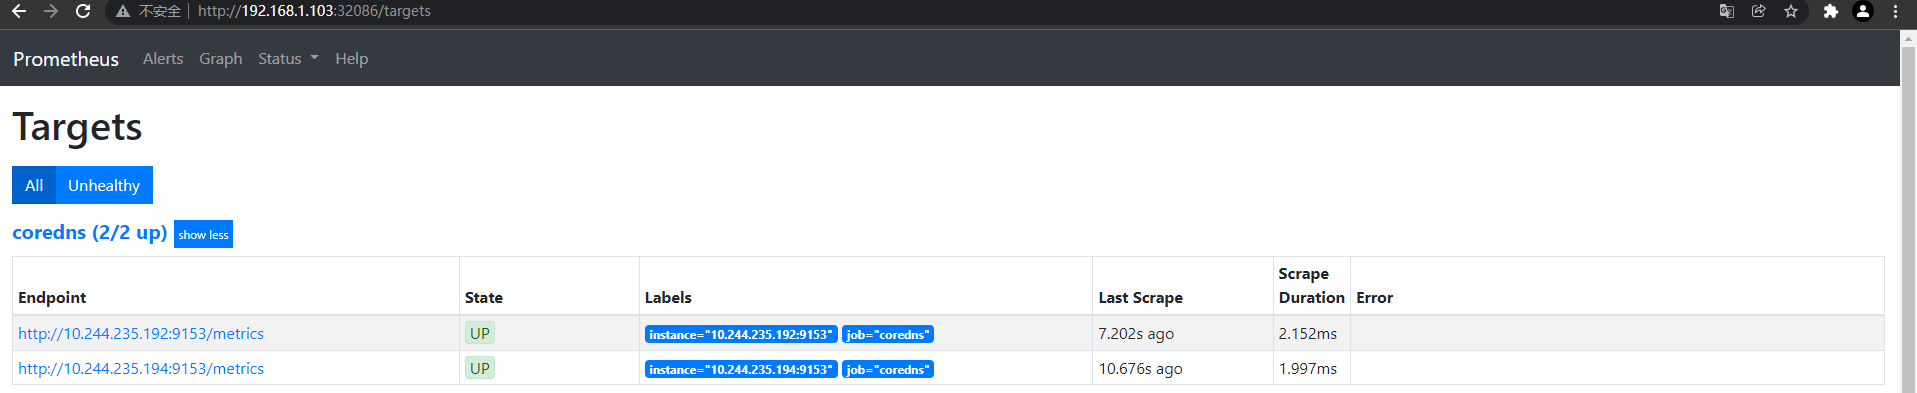 不安全 | http://192.168.1.103:32086/targets
Prometheus Alerts Graph Status Help
Targets
All Unhealthy
coredns (2/2 up) show less
Endpoint State Labels Last Scrape Scrape Duration Error
http://10.244.235.192:9153/metrics UP instance="10.244.235.192:9153" job="coredns" 7.202s ago 2.152ms
http://10.244.235.194:9153/metrics UP instance="10.244.235.194:9153" job="coredns" 10.676s ago 1.997ms